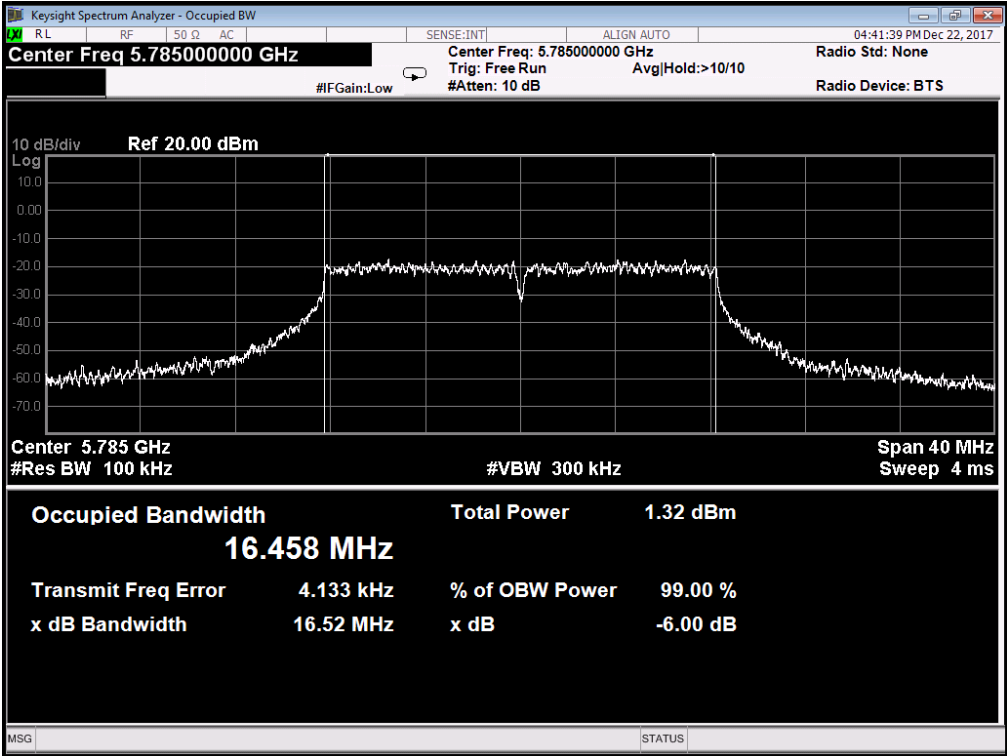 Keysight Spectrum Analyzer - Occupied BW
LXI RL RF 50 Ω AC SENSE:INT ALIGN AUTO 04:41:39 PM Dec 22, 2017
Center Freq 5.785000000 GHz Center Freq: 5.785000000 GHz Radio Std: None
Trig: Free Run Avg|Hold:>10/10
#IFGain:Low #Atten: 10 dB Radio Device: BTS
10 dB/div Ref 20.00 dBm
Log
10.0
0.00
-10.0
-20.0
-30.0
-40.0
-50.0
-60.0
-70.0
Center 5.785 GHz Span 40 MHz
#Res BW 100 kHz #VBW 300 kHz Sweep 4 ms
Occupied Bandwidth Total Power 1.32 dBm
16.458 MHz
Transmit Freq Error 4.133 kHz % of OBW Power 99.00 %
x dB Bandwidth 16.52 MHz x dB -6.00 dB
MSG STATUS